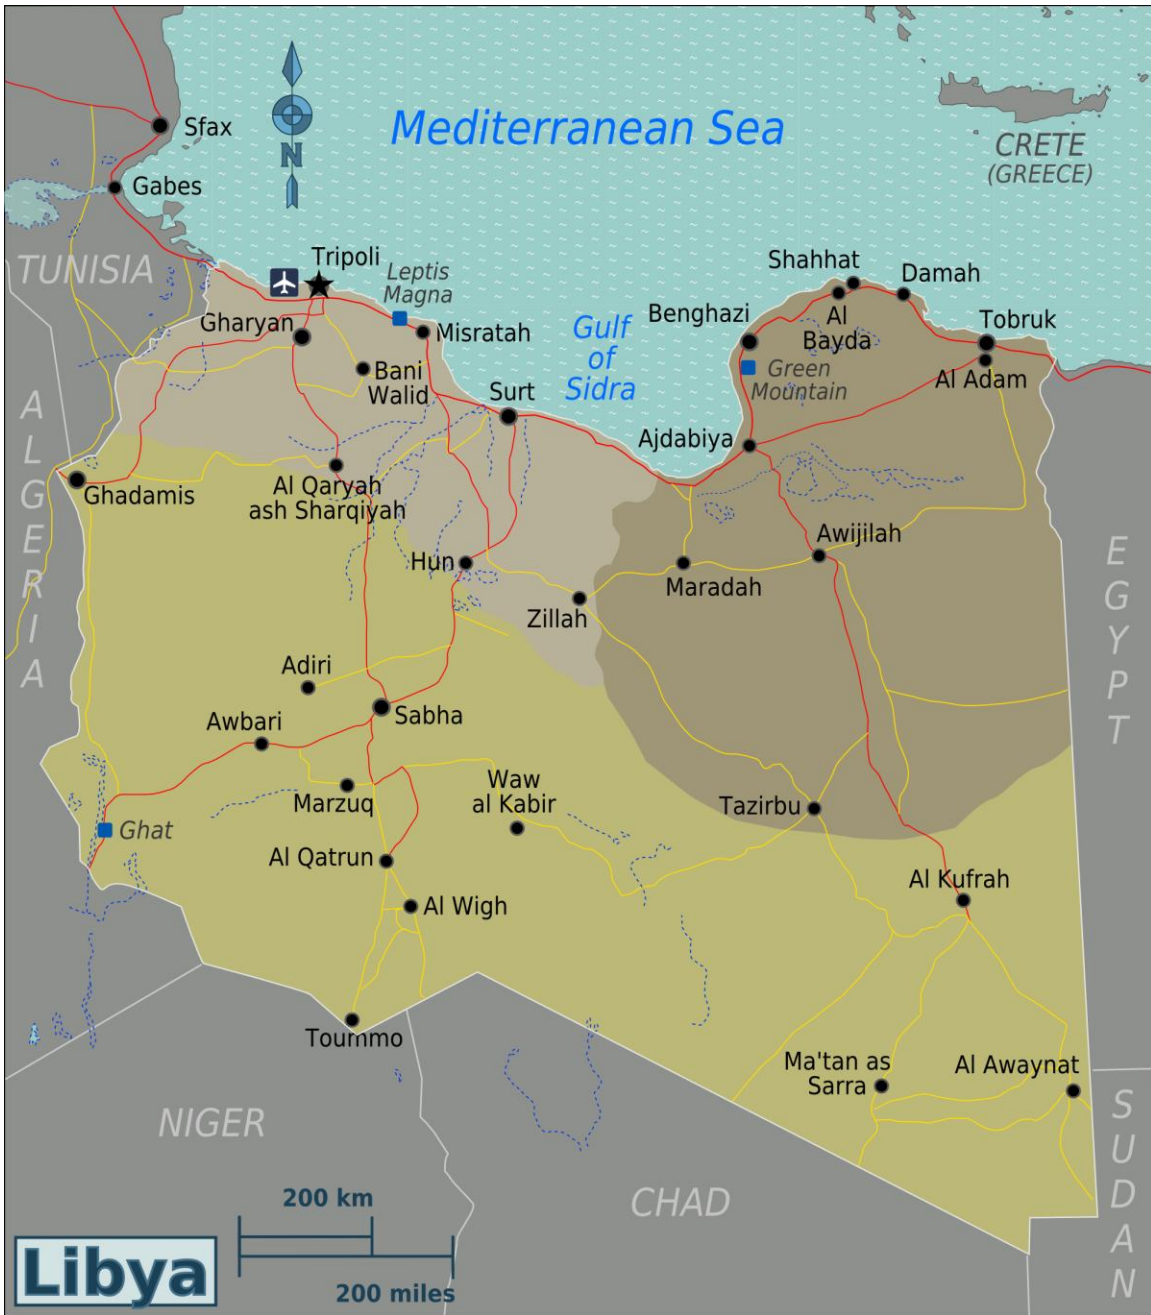 Mediterranean Sea
Sfax
CRETE
(GREECE)
N
Gabes
TUNISIA
Tripoli
Leptis
Magna
Shahhat
Damah
Gharyan
Misratah
Gulf
of
Sidra
Benghazi
Al
Bayda
Tobruk
Bani
Walid
Green
Mountain
Al Adam
Surt
Ajdabiya
ALGERIA
Ghadamis
Al Qaryah
ash Sharqiyah
Hun
Awijilah
Maradah
EGYPT
Zillah
Adiri
Sabha
Awbari
Marzuq
Waw
al Kabir
Tazirbu
Ghat
Al Qatrun
Al Wigh
Al Kufrah
Toummo
Ma'tan as
Sarra
Al Awaynat
NIGER
CHAD
SUDAN
200 km
200 miles
Libya